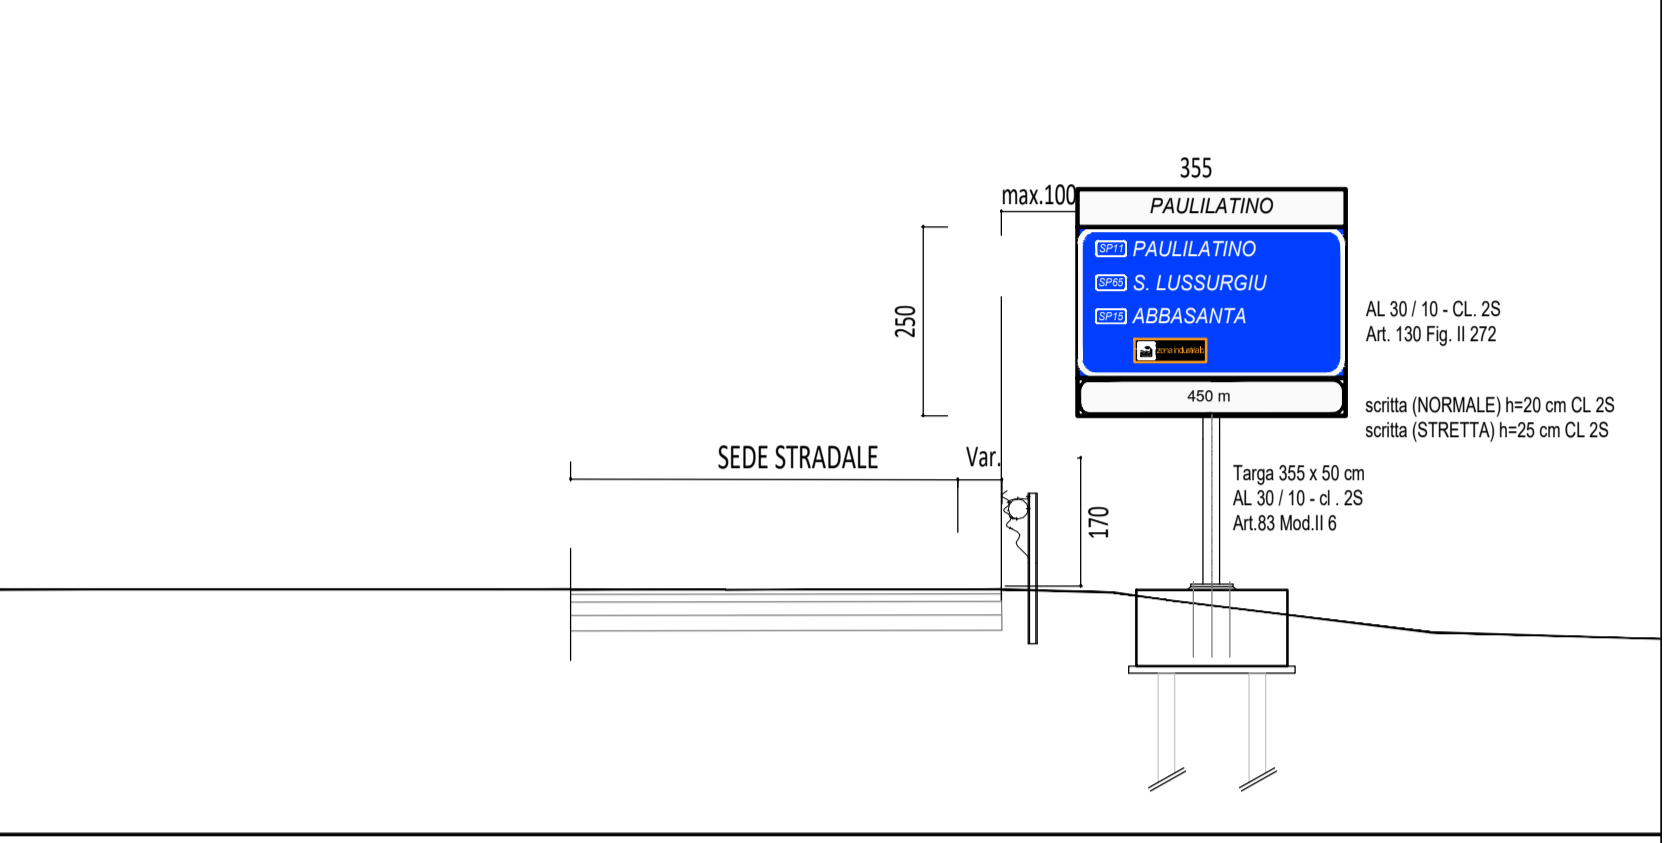 355
max.100
PAULILATINO
SP11 PAULILATINO
SP65 S. LUSSURGIU
SP15 ABBASANTA
zona industriale
450 m
250
AL 30 / 10 - CL. 2S
Art. 130 Fig. II 272
scritta (NORMALE) h=20 cm CL 2S
scritta (STRETTA) h=25 cm CL 2S
SEDE STRADALE
Var.
170
Targa 355 x 50 cm
AL 30 / 10 - cl . 2S
Art.83 Mod.II 6